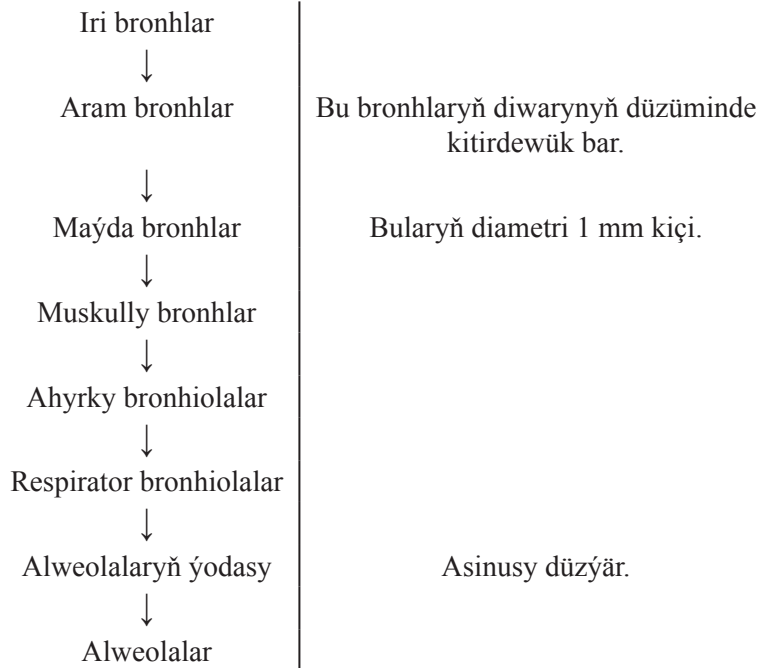 Iri bronhlar
↓
Aram bronhlar
Bu bronhlaryň diwarynyň düzüminde
kitirdewük bar.
↓
Maýda bronhlar
Bularyň diametri 1 mm kiçi.
↓
Muskully bronhlar
↓
Ahyrky bronhiolalar
↓
Respirator bronhiolalar
↓
Alweolalaryň ýodasy
Asinusy düzýär.
↓
Alweolalar